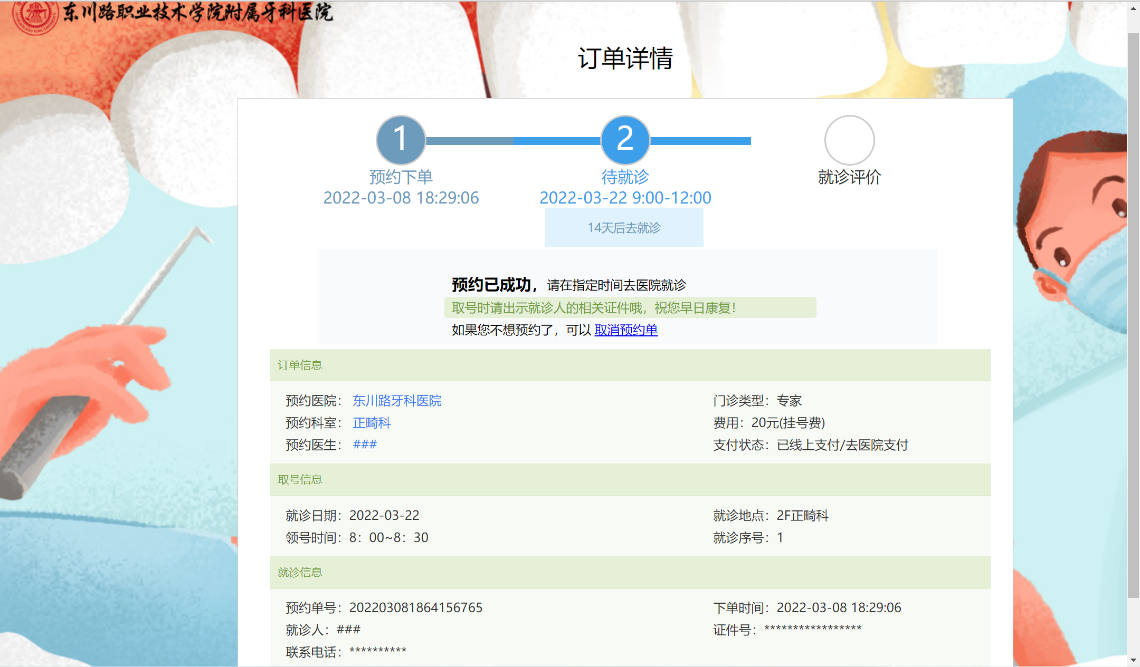 东川路职业技术学院附属牙科医院
订单详情
1
2
预约下单
待就诊
就诊评价
2022-03-08 18:29:06
2022-03-22 9:00-12:00
14天后去就诊
预约已成功，请在指定时间去医院就诊
取号时请出示就诊人的相关证件哦，祝您早日康复！
如果您不想预约了，可以 取消预约单
订单信息
预约医院： 东川路牙科医院
门诊类型：专家
预约科室： 正畸科
费用：20元(挂号费)
预约医生： ###
支付状态：已线上支付/去医院支付
取号信息
就诊日期：2022-03-22
就诊地点：2F正畸科
领号时间：8：00~8：30
就诊序号：1
就诊信息
预约单号：202203081864156765
下单时间：2022-03-08 18:29:06
就诊人：###
证件号：*****************
联系电话：**********